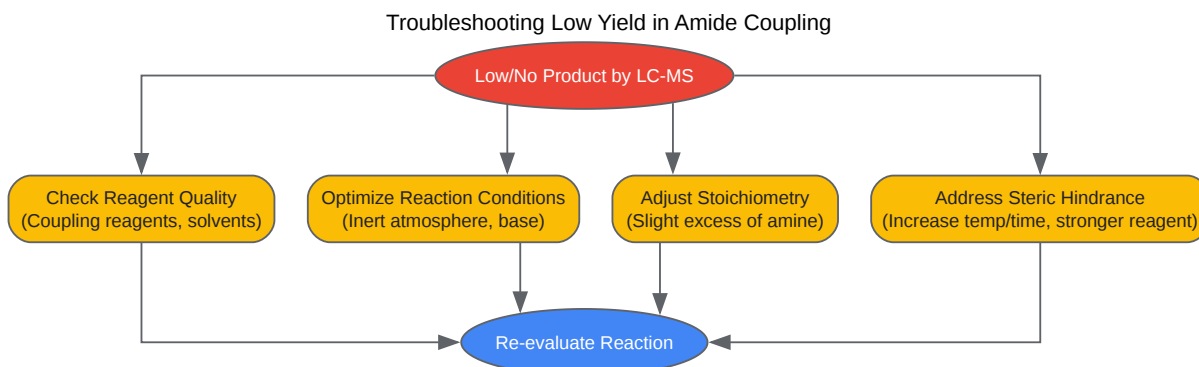 Troubleshooting Low Yield in Amide Coupling
Low/No Product by LC-MS
Check Reagent Quality
(Coupling reagents, solvents)
Optimize Reaction Conditions
(Inert atmosphere, base)
Adjust Stoichiometry
(Slight excess of amine)
Address Steric Hindrance
(Increase temp/time, stronger reagent)
Re-evaluate Reaction